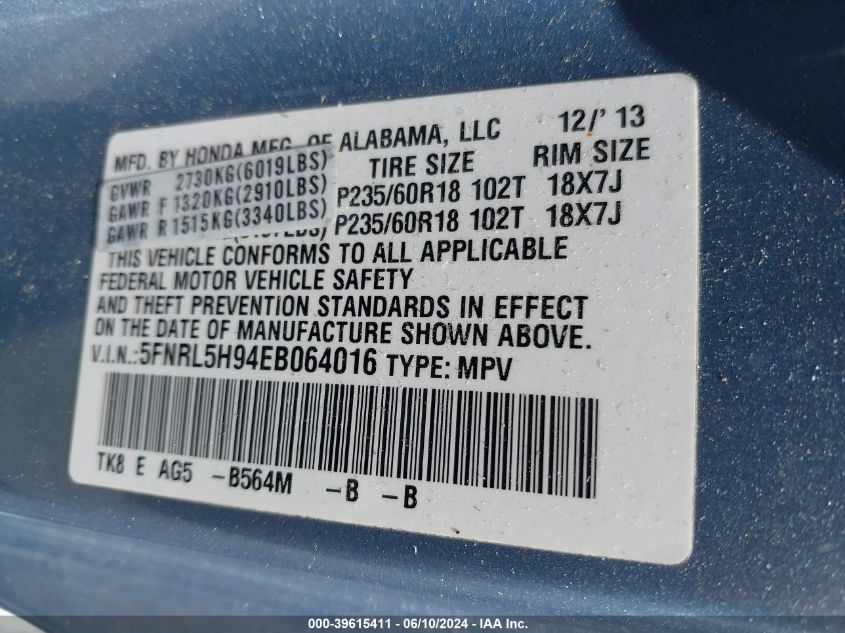 MFD. BY HONDA MFG. OF ALABAMA, LLC 12/' 13
TIRE SIZE RIM SIZE
GVWR 2730KG(6019LBS)
GAWR F 1320KG(2910LBS) P235/60R18 102T 18X7J
GAWR R 1515KG(3340LBS) P235/60R18 102T 18X7J
THIS VEHICLE CONFORMS TO ALL APPLICABLE
FEDERAL MOTOR VEHICLE SAFETY
AND THEFT PREVENTION STANDARDS IN EFFECT
ON THE DATE OF MANUFACTURE SHOWN ABOVE.
V.I.N.:5FNRL5H94EB064016 TYPE: MPV
TK8 E AG5 -B564M -B -B
000-39615411 - 06/10/2024 - IAAI.com